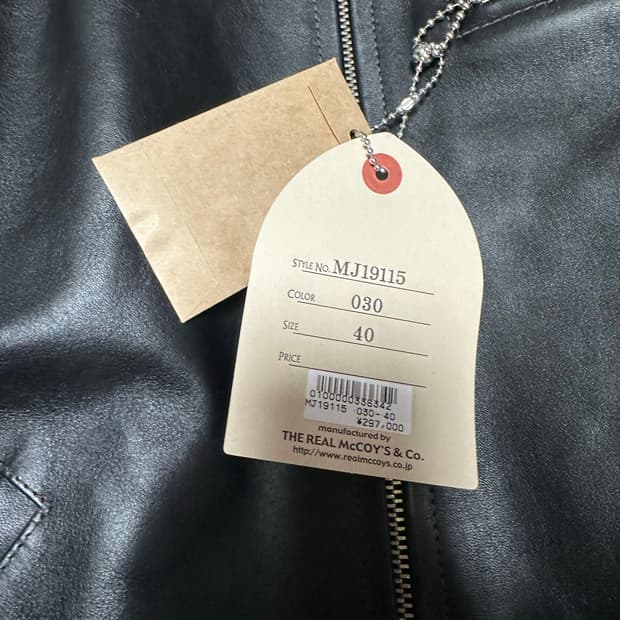 STYLE NO. MJ19115
COLOR 030
SIZE 40
PRICE
0100000336342
MJ19115 030-40
¥297,000
manufactured by
THE REAL McCOY'S & Co.
http://www.realmccoys.co.jp